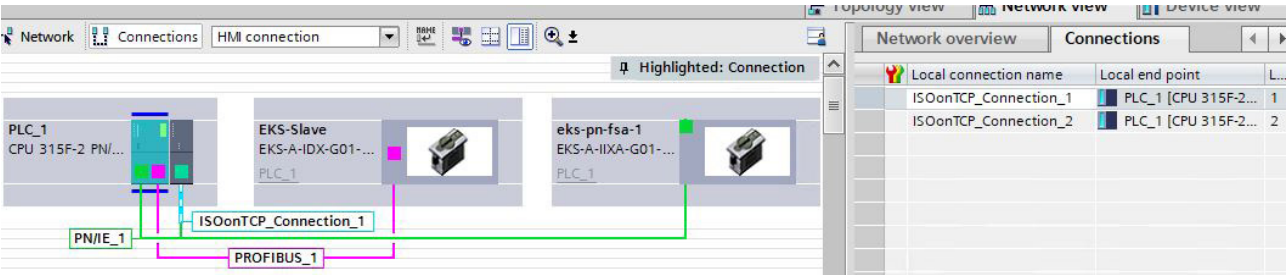 Topology view
Network view
Device view
Network
Connections
HMI connection
NAME
Network overview
Connections
Highlighted: Connection
Local connection name
Local end point
L...
ISOonTCP_Connection_1
PLC_1 [CPU 315F-2...
1
ISOonTCP_Connection_2
PLC_1 [CPU 315F-2...
2
PLC_1
CPU 315F-2 PN/...
EKS-Slave
EKS-A-IDX-G01-...
PLC_1
eks-pn-fsa-1
EKS-A-IIXA-G01-...
PLC_1
ISOonTCP_Connection_1
PN/IE_1
PROFIBUS_1